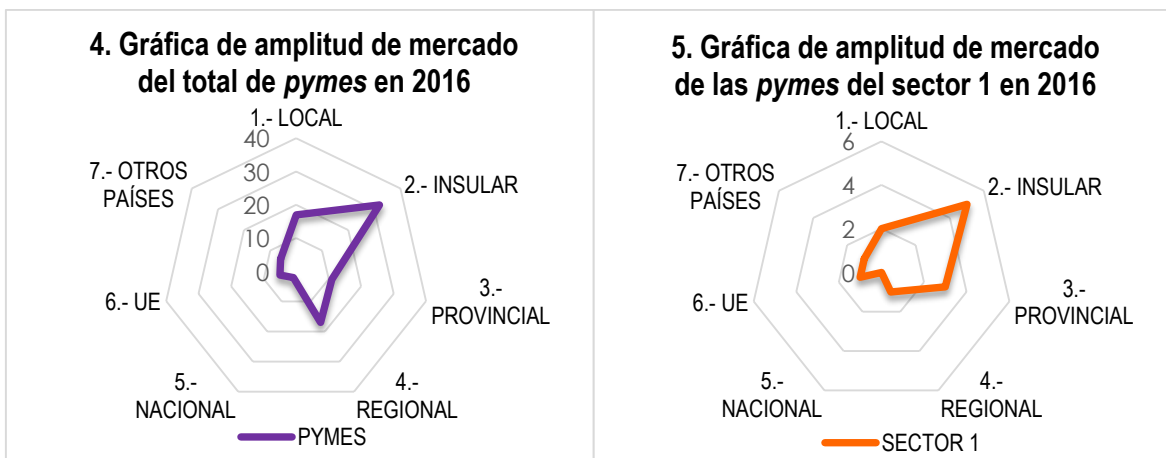 4. Gráfica de amplitud de mercado
del total de pymes en 2016
1.- LOCAL
40
30
20
10
0
2.- INSULAR
3.-
PROVINCIAL
4.-
REGIONAL
5.-
NACIONAL
6.- UE
7.- OTROS
PAÍSES
PYMES
5. Gráfica de amplitud de mercado
de las pymes del sector 1 en 2016
1.- LOCAL
6
4
2
0
2.- INSULAR
3.-
PROVINCIAL
4.-
REGIONAL
5.-
NACIONAL
6.- UE
7.- OTROS
PAÍSES
SECTOR 1